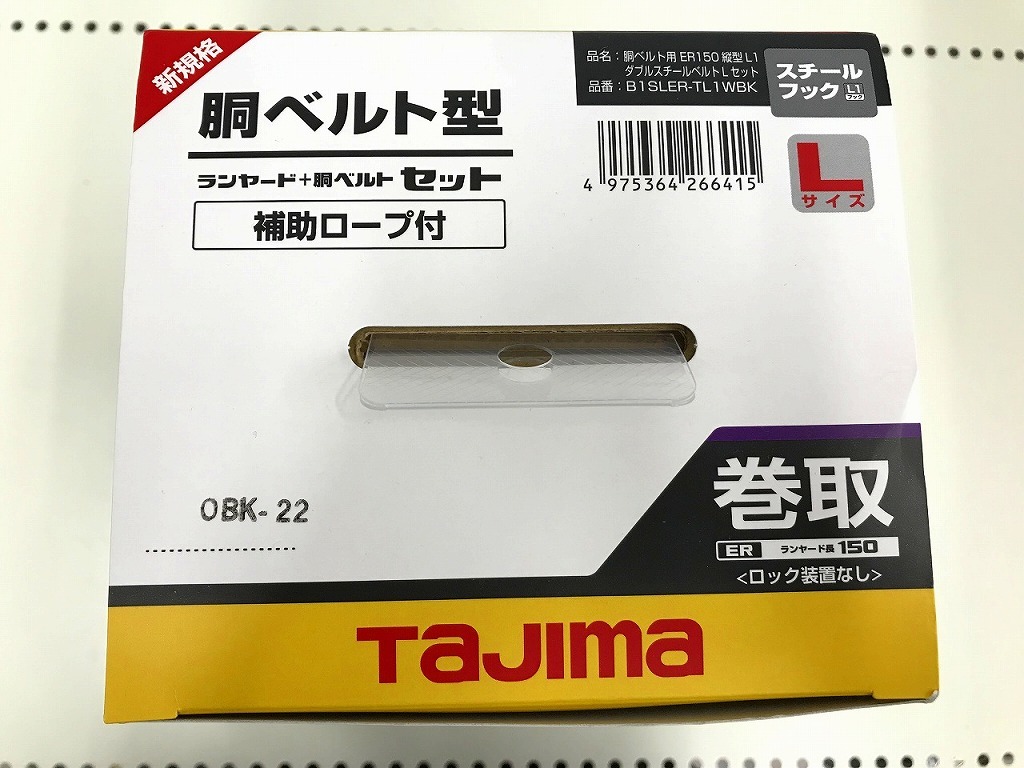 新規格
胴ベルト型
ランヤード+胴ベルト セット
補助ロープ付
品名:胴ベルト用 ER150 縦型 L1
ダブルスチールベルト L セット
品番:B1SLER-TL1WBK
スチール
フック L1
フック
4 975364 266415
L
サイズ
OBK-22
巻取
ER ランヤード長 150
<ロック装置なし>
TAJIMA